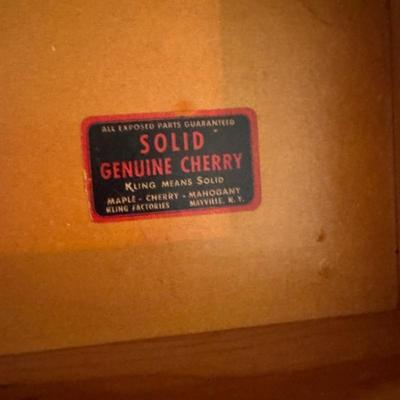 ALL EXPOSED PARTS GUARANTEED
SOLID
GENUINE CHERRY
KLING MEANS SOLID
MAPLE - CHERRY - MAHOGANY
KLING FACTORIES MAYVILLE, N. Y.